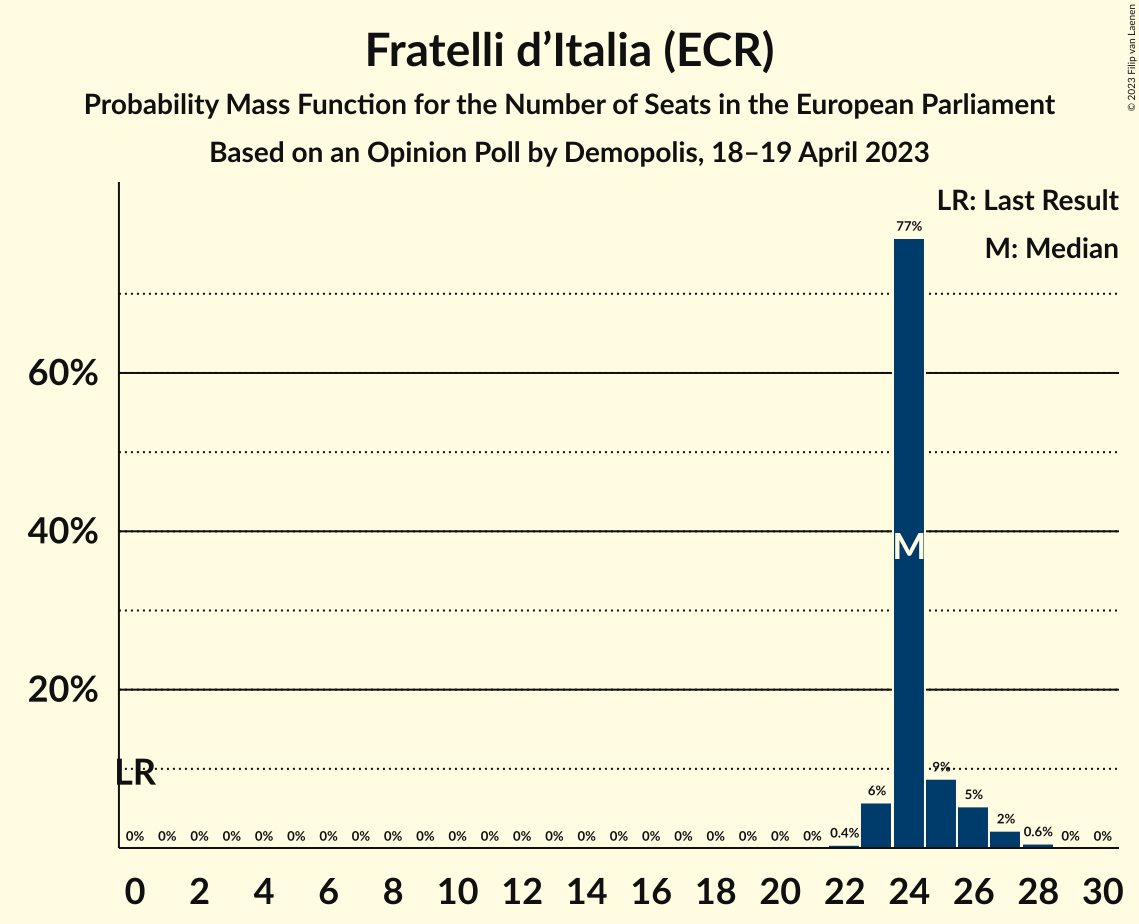 Fratelli d’Italia (ECR)
Probability Mass Function for the Number of Seats in the European Parliament
Based on an Opinion Poll by Demopolis, 18–19 April 2023
© 2023 Filip van Laenen
LR: Last Result
M: Median
77%
60%
40%
M
20%
LR
9%
6%
5%
2%
0% 0% 0% 0% 0% 0% 0% 0% 0% 0% 0% 0% 0% 0% 0% 0% 0% 0% 0% 0% 0% 0% 0.4% 0.6% 0% 0%
0 2 4 6 8 10 12 14 16 18 20 22 24 26 28 30